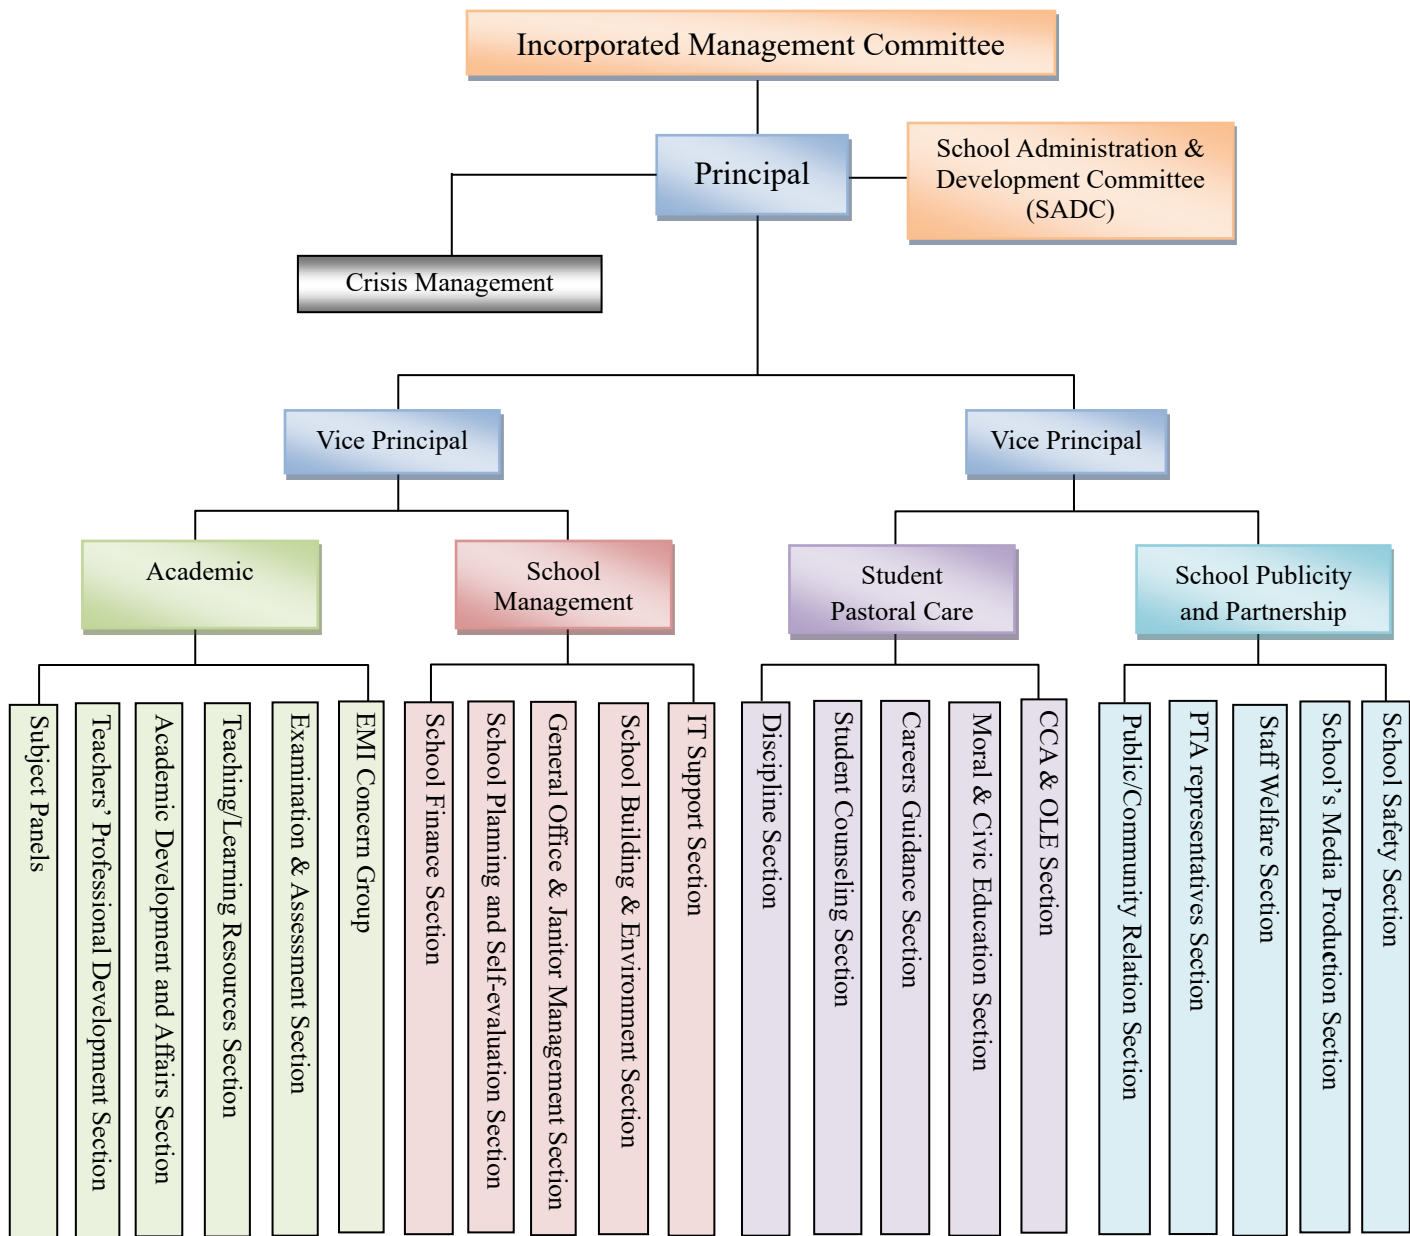 Incorporated Management Committee
Principal
School Administration &
Development Committee
(SADC)
Crisis Management
Vice Principal
Vice Principal
Academic
School
Management
Student
Pastoral Care
School Publicity
and Partnership
Subject Panels
Teachers’ Professional Development Section
Academic Development and Affairs Section
Teaching/Learning Resources Section
Examination & Assessment Section
EMI Concern Group
School Finance Section
School Planning and Self-evaluation Section
General Office & Janitor Management Section
School Building & Environment Section
IT Support Section
Discipline Section
Student Counseling Section
Careers Guidance Section
Moral & Civic Education Section
CCA & OLE Section
Public/Community Relation Section
PTA representatives Section
Staff Welfare Section
School’s Media Production Section
School Safety Section